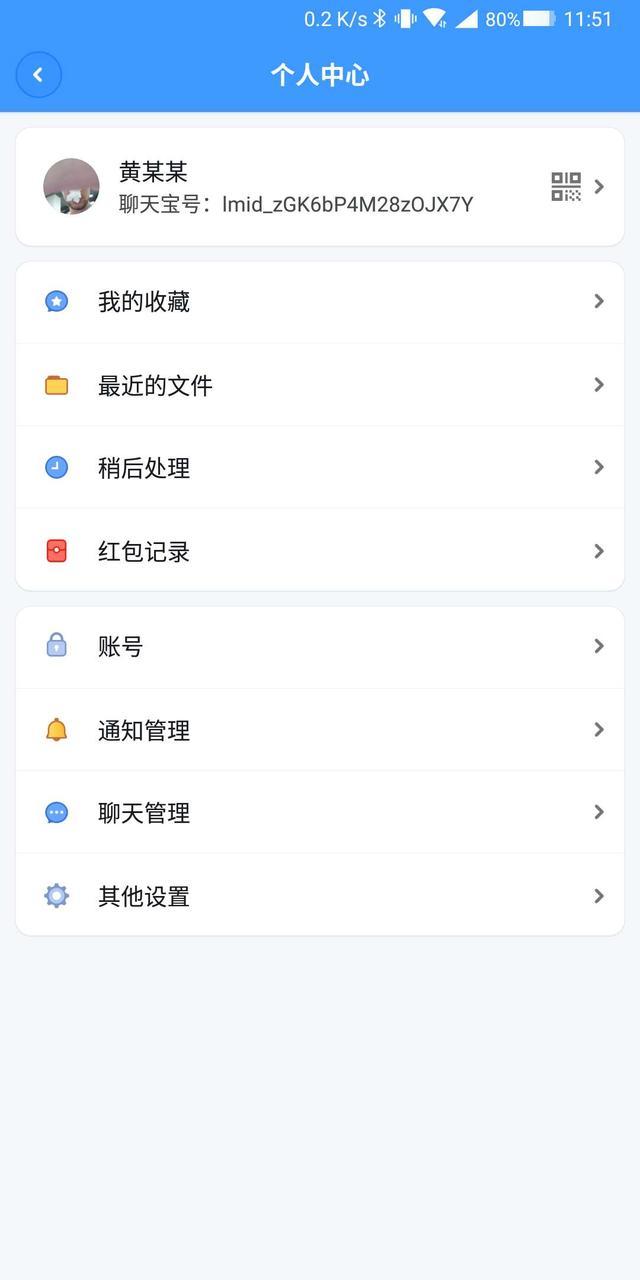 0.2 K/s 80% 11:51
个人中心
黄某某
聊天宝号：lmid_zGK6bP4M28zOJX7Y
我的收藏
最近的文件
稍后处理
红包记录
账号
通知管理
聊天管理
其他设置